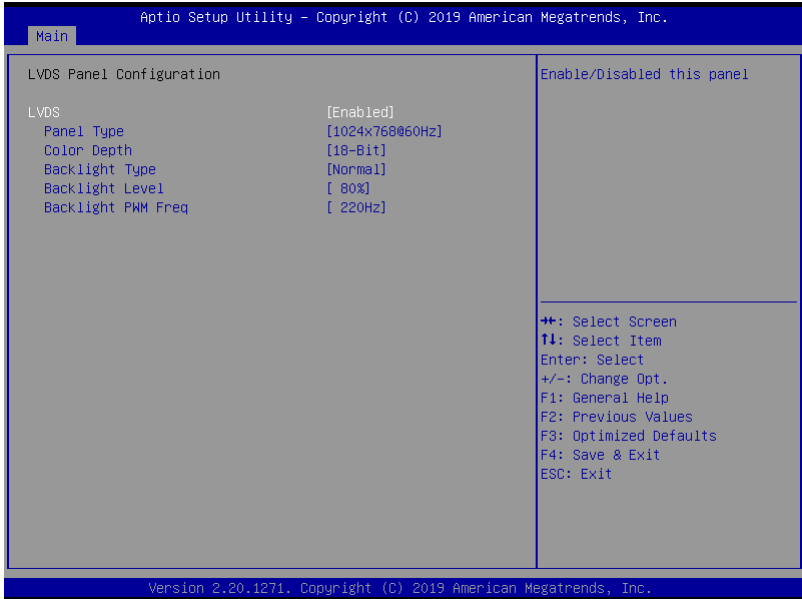 Aptio Setup Utility – Copyright (C) 2019 American Megatrends, Inc.
Main
LVDS Panel Configuration
LVDS [Enabled]
Panel Type [1024x768@60Hz]
Color Depth [18-Bit]
Backlight Type [Normal]
Backlight Level [ 80%]
Backlight PWM Freq [ 220Hz]
Enable/Disabled this panel
→←: Select Screen
↑↓: Select Item
Enter: Select
+/-: Change Opt.
F1: General Help
F2: Previous Values
F3: Optimized Defaults
F4: Save & Exit
ESC: Exit
Version 2.20.1271. Copyright (C) 2019 American Megatrends, Inc.